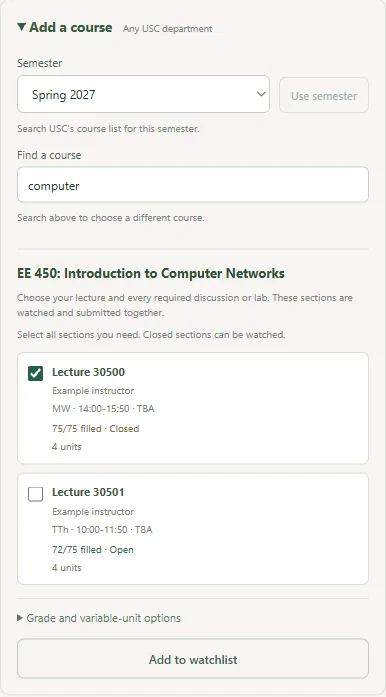 Add a course Any USC department
Semester
Spring 2027
Use semester
Search USC's course list for this semester.
Find a course
computer
Search above to choose a different course.
EE 450: Introduction to Computer Networks
Choose your lecture and every required discussion or lab. These sections are
watched and submitted together.
Select all sections you need. Closed sections can be watched.
Lecture 30500
Example instructor
MW · 14:00-15:50 · TBA
75/75 filled · Closed
4 units
Lecture 30501
Example instructor
TTh · 10:00-11:50 · TBA
72/75 filled · Open
4 units
Grade and variable-unit options
Add to watchlist